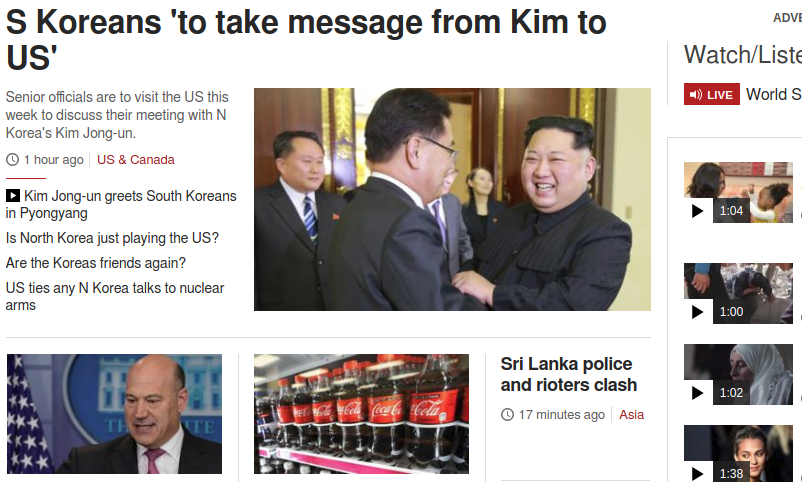 S Koreans 'to take message from Kim to
US'
Senior officials are to visit the US this
week to discuss their meeting with N
Korea's Kim Jong-un.
1 hour ago US & Canada
Kim Jong-un greets South Koreans
in Pyongyang
Is North Korea just playing the US?
Are the Koreas friends again?
US ties any N Korea talks to nuclear
arms
Coca-Cola
Sri Lanka police
and rioters clash
17 minutes ago Asia
ADVE
Watch/Liste
LIVE World S
1:04
1:00
1:02
1:38